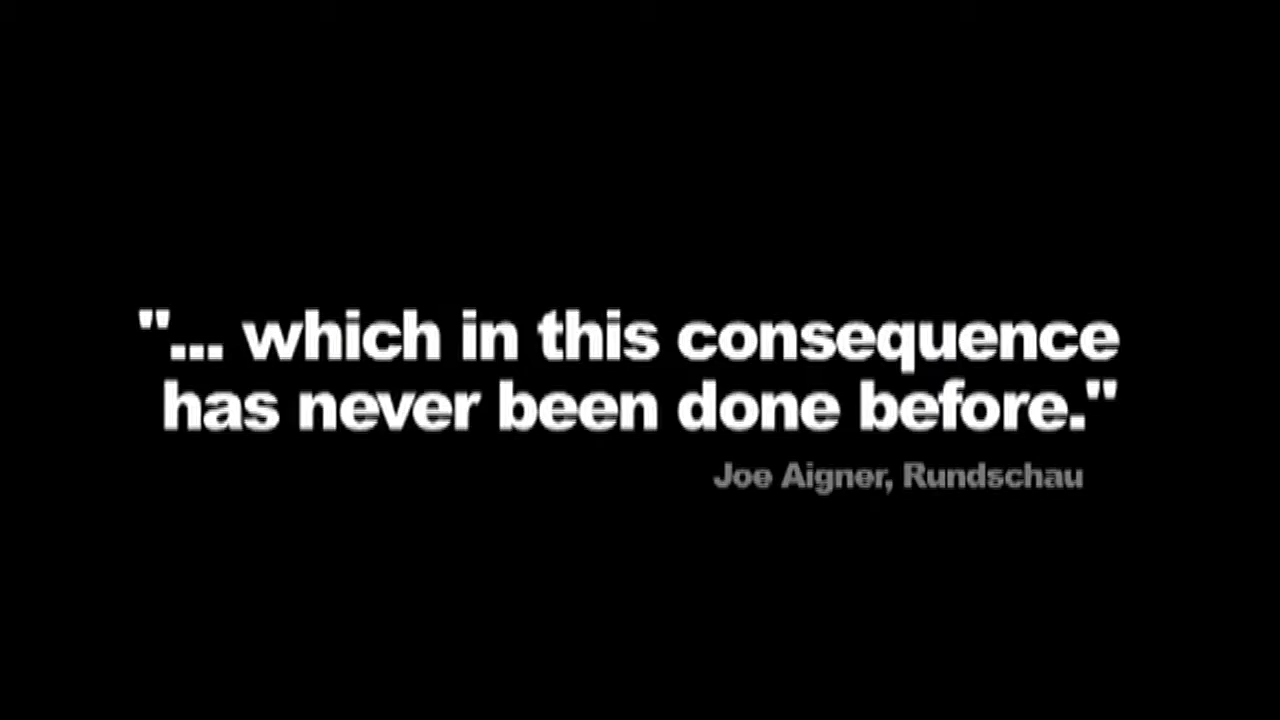 "... which in this consequence
has never been done before."
Joe Aigner, Rundschau